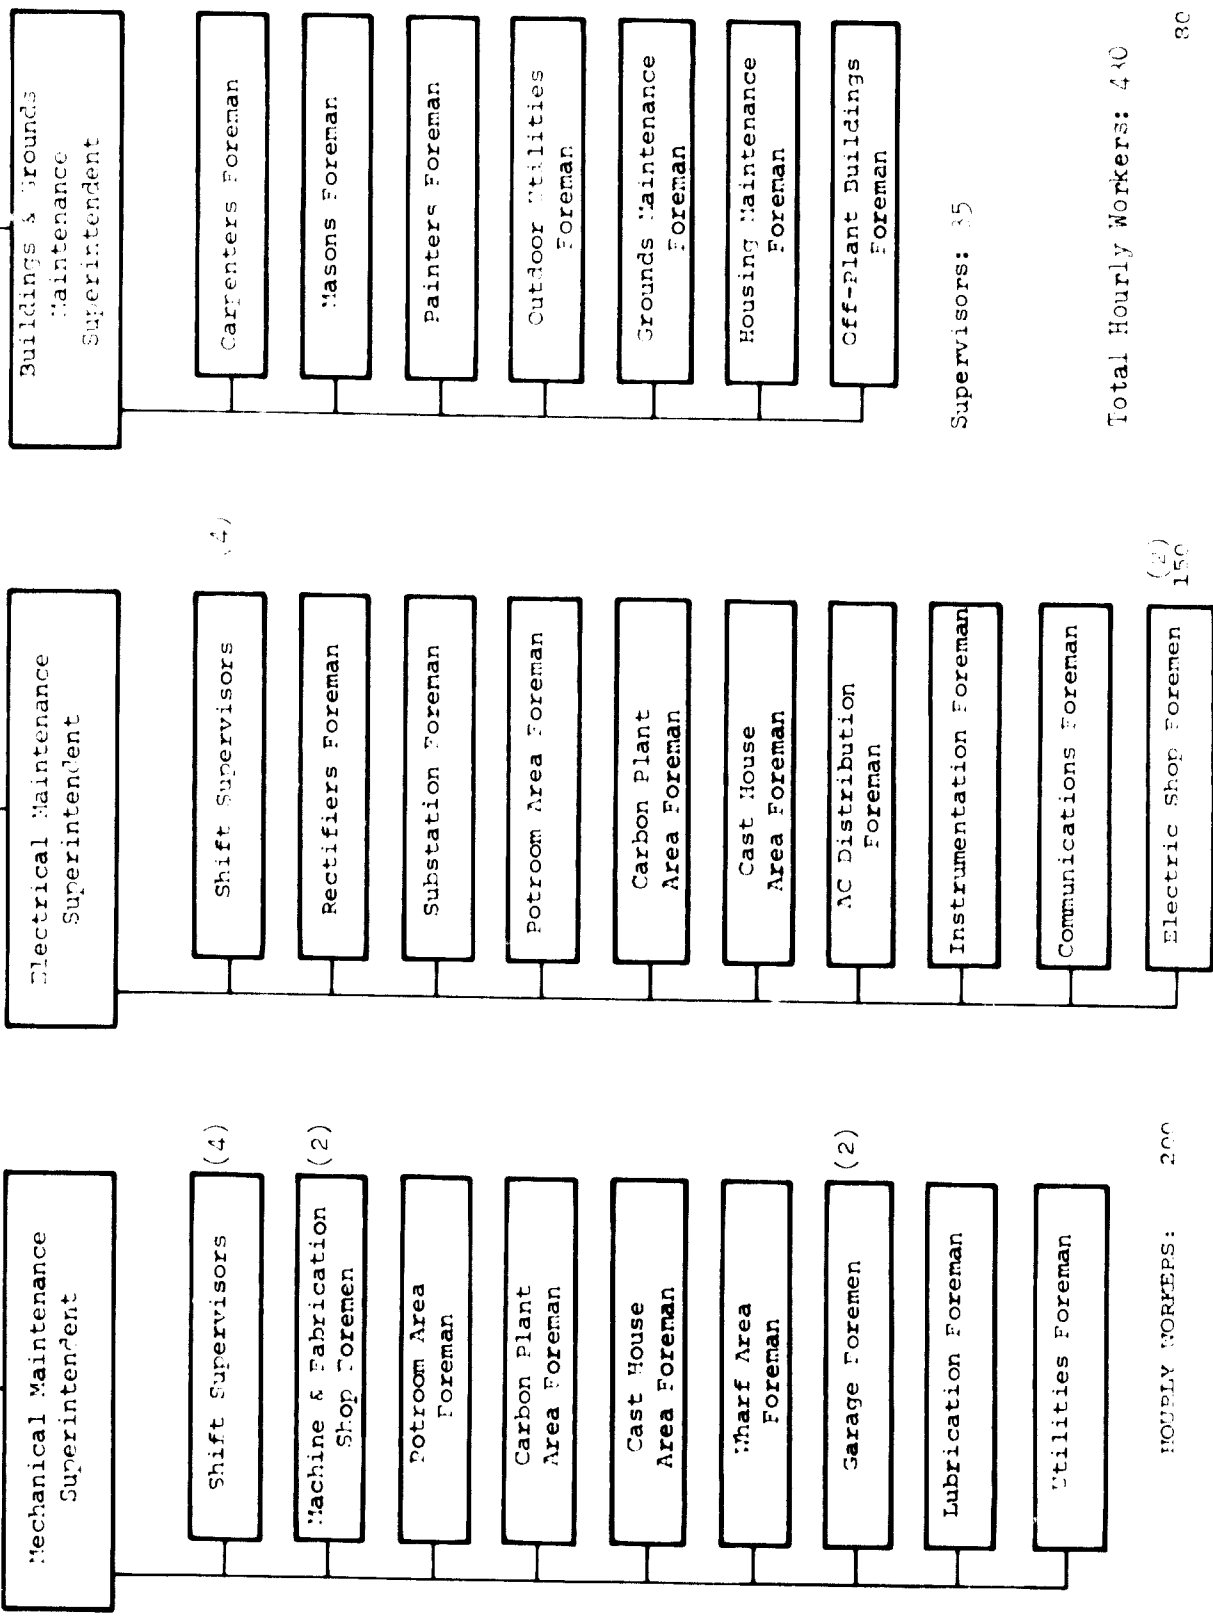 Mechanical Maintenance
Superintendent
Shift Supervisors (4)
Machine & Fabrication (2)
Shop Foremen
Potroom Area
Foreman
Carbon Plant
Area Foreman
Cast House
Area Foreman
Wharf Area
Foreman
Garage Foremen (2)
Lubrication Foreman
Utilities Foreman
HOURLY WORKERS: 200
Electrical Maintenance
Superintendent
Shift Supervisors (4)
Rectifiers Foreman
Substation Foreman
Potroom Area Foreman
Carbon Plant
Area Foreman
Cast House
Area Foreman
AC Distribution
Foreman
Instrumentation Foreman
Communications Foreman
Electric Shop Foremen (2)
150
Buildings & Grounds
Maintenance
Superintendent
Carpenters Foreman
Masons Foreman
Painters Foreman
Outdoor Utilities
Foreman
Grounds Maintenance
Foreman
Housing Maintenance
Foreman
Off-Plant Buildings
Foreman
Supervisors: 35
Total Hourly Workers: 430
80